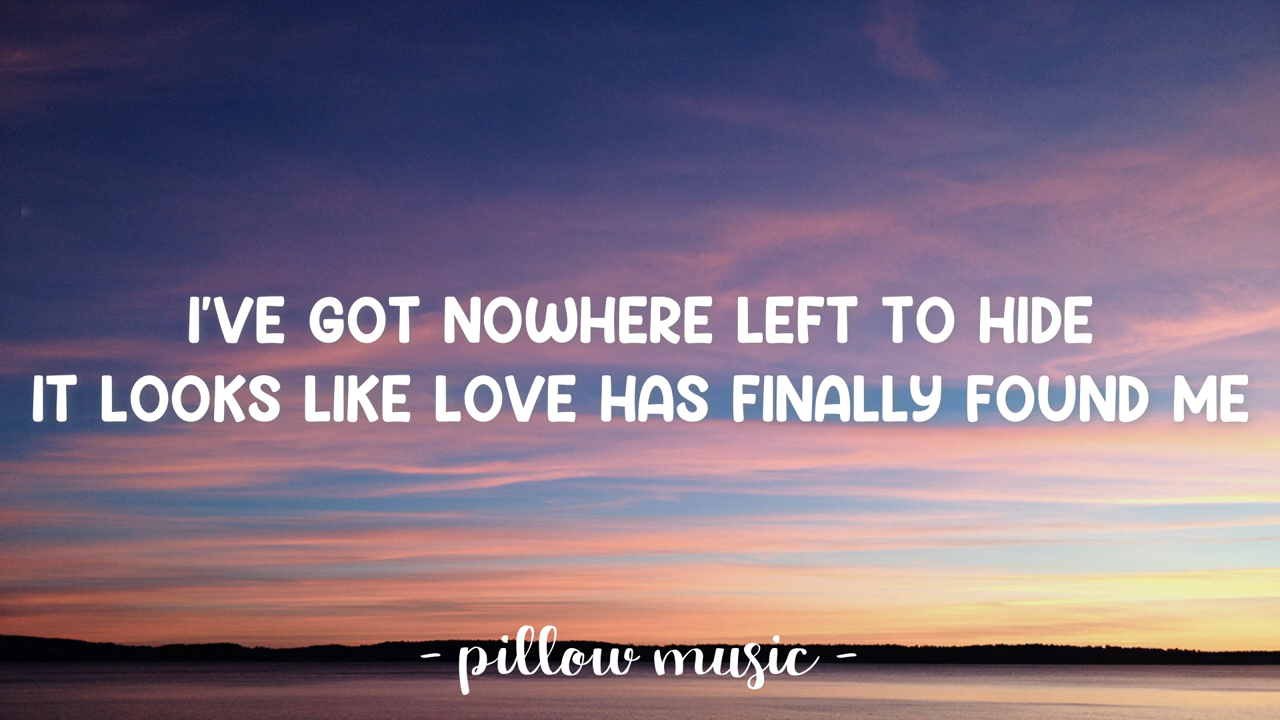 I'VE GOT NOWHERE LEFT TO HIDE
IT LOOKS LIKE LOVE HAS FINALLY FOUND ME
- pillow music -